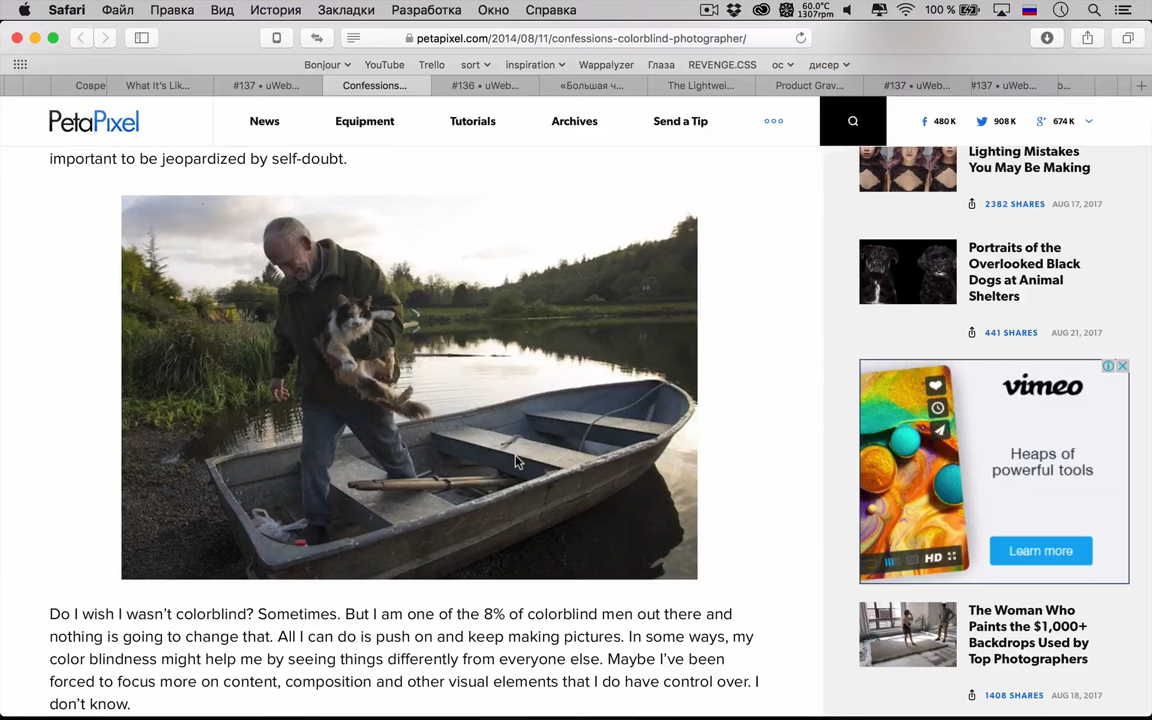 Safari Файл Правка Вид История Закладки Разработка Окно Справка 60.0°C 1307rpm 100 %
petapixel.com/2014/08/11/confessions-colorblind-photographer/
Bonjour YouTube Trello sort inspiration Wappalyzer Глаза REVENGE.CSS ос дисер
Совре What It's Lik... #137 • uWeb... Confessions... #136 • uWeb... «Большая ч... The Lightwei... Product Grav... #137 • uWeb... #137 • uWeb... b...
PetaPixel News Equipment Tutorials Archives Send a Tip 480 K 908 K 674 K
important to be jeopardized by self-doubt.
Lighting Mistakes
You May Be Making
2382 SHARES AUG 17, 2017
Portraits of the
Overlooked Black
Dogs at Animal
Shelters
441 SHARES AUG 21, 2017
vimeo
Heaps of
powerful tools
HD
Learn more
Do I wish I wasn't colorblind? Sometimes. But I am one of the 8% of colorblind men out there and
nothing is going to change that. All I can do is push on and keep making pictures. In some ways, my
color blindness might help me by seeing things differently from everyone else. Maybe I've been
forced to focus more on content, composition and other visual elements that I do have control over. I
don't know.
The Woman Who
Paints the $1,000+
Backdrops Used by
Top Photographers
1408 SHARES AUG 18, 2017